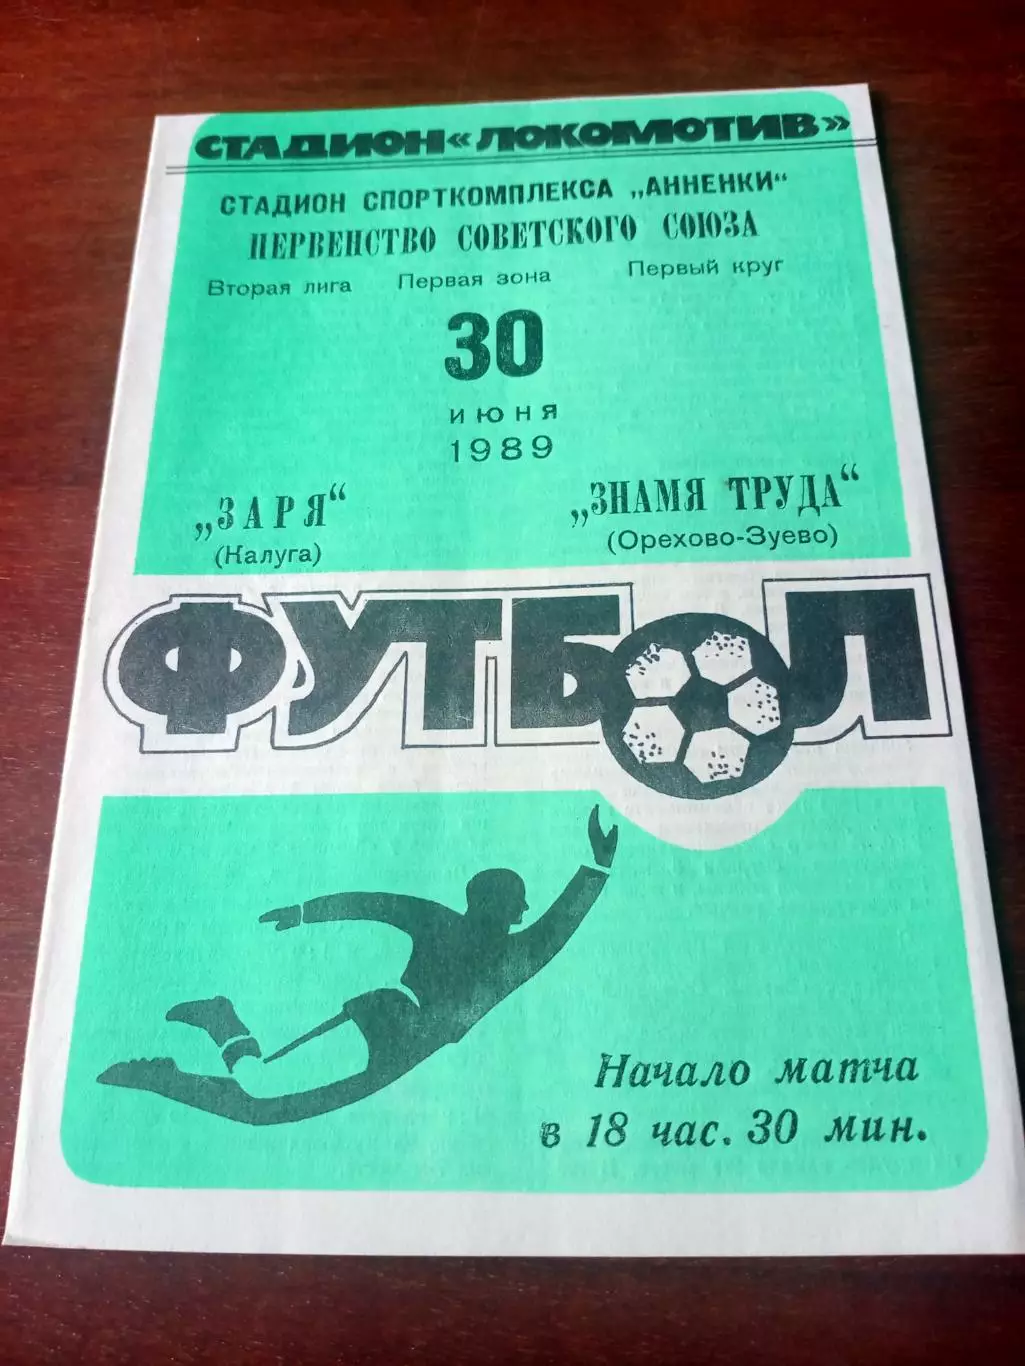 СТАДИОН «ЛОКОМОТИВ»
СТАДИОН СПОРТКОМПЛЕКСА „АННЕНКИ“
ПЕРВЕНСТВО СОВЕТСКОГО СОЮЗА
Вторая лига Первая зона Первый круг
30
ИЮНЯ
1989
„ЗАРЯ“ „ЗНАМЯ ТРУДА“
(Калуга) (Орехово-Зуево)
ФУТБОЛ
Начало матча
в 18 час. 30 мин.